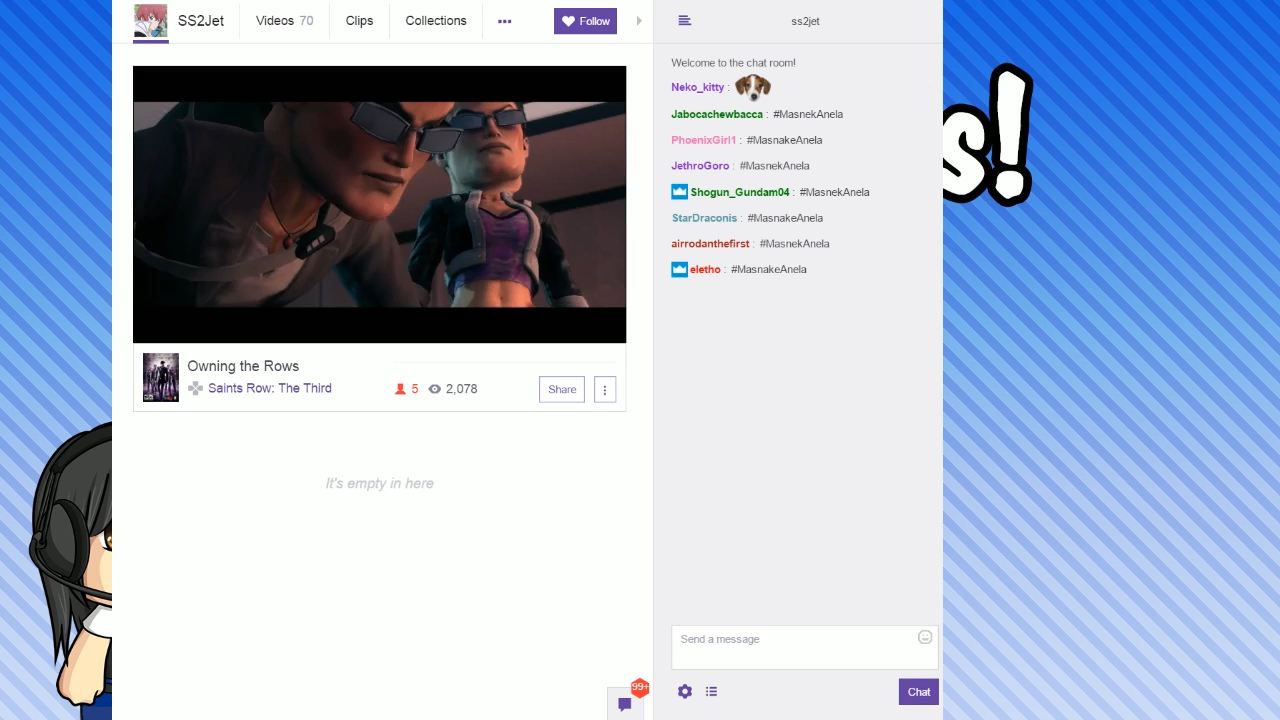 SS2Jet
Videos 70
Clips
Collections
Follow
ss2jet
Welcome to the chat room!
Neko_kitty :
Jabocachewbacca : #MasnekAnela
PhoenixGirl1 : #MasnakeAnela
JethroGoro : #MasnekAnela
Shogun_Gundam04 : #MasnekAnela
StarDraconis : #MasnakeAnela
airrodanthefirst : #MasnekAnela
eletho : #MasnakeAnela
s!
Owning the Rows
Saints Row: The Third
5
2,078
Share
It's empty in here
Send a message
99+
Chat